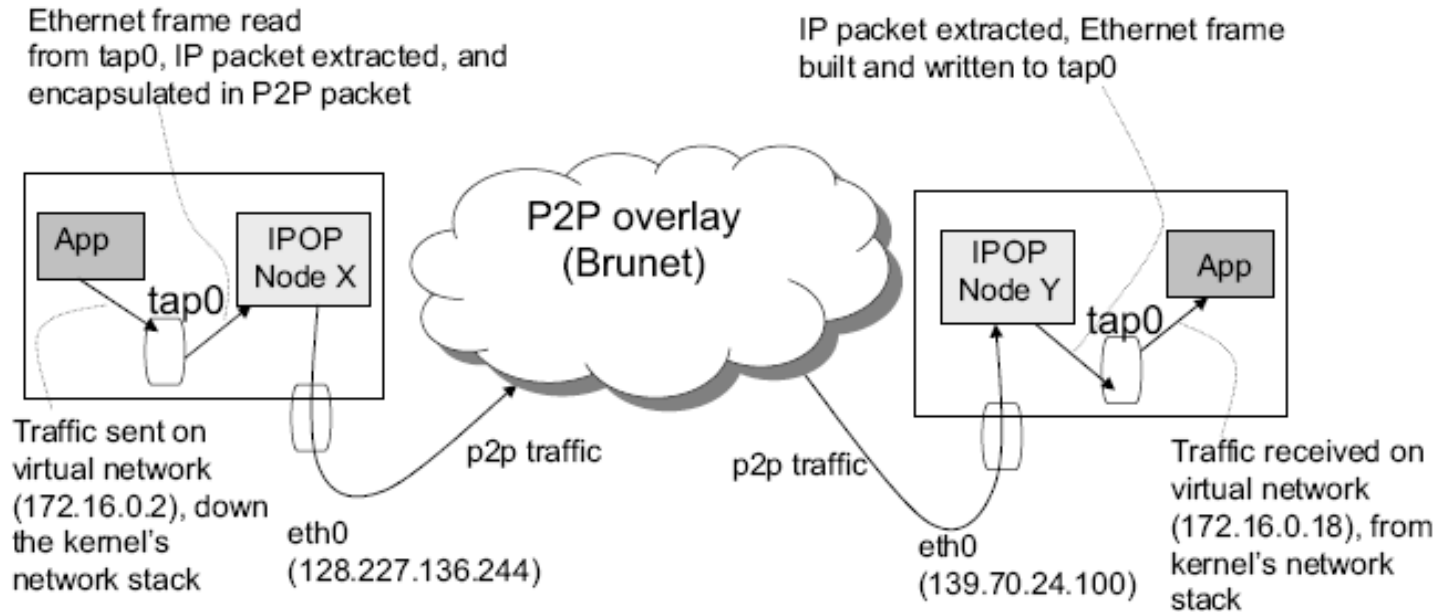 Ethernet frame read
from tap0, IP packet extracted, and
encapsulated in P2P packet
IP packet extracted, Ethernet frame
built and written to tap0
App
IPOP
Node X
tap0
P2P overlay
(Brunet)
IPOP
Node Y
App
tap0
Traffic sent on
virtual network
(172.16.0.2), down
the kernel's
network stack
eth0
(128.227.136.244)
p2p traffic
p2p traffic
eth0
(139.70.24.100)
Traffic received on
virtual network
(172.16.0.18), from
kernel's network
stack